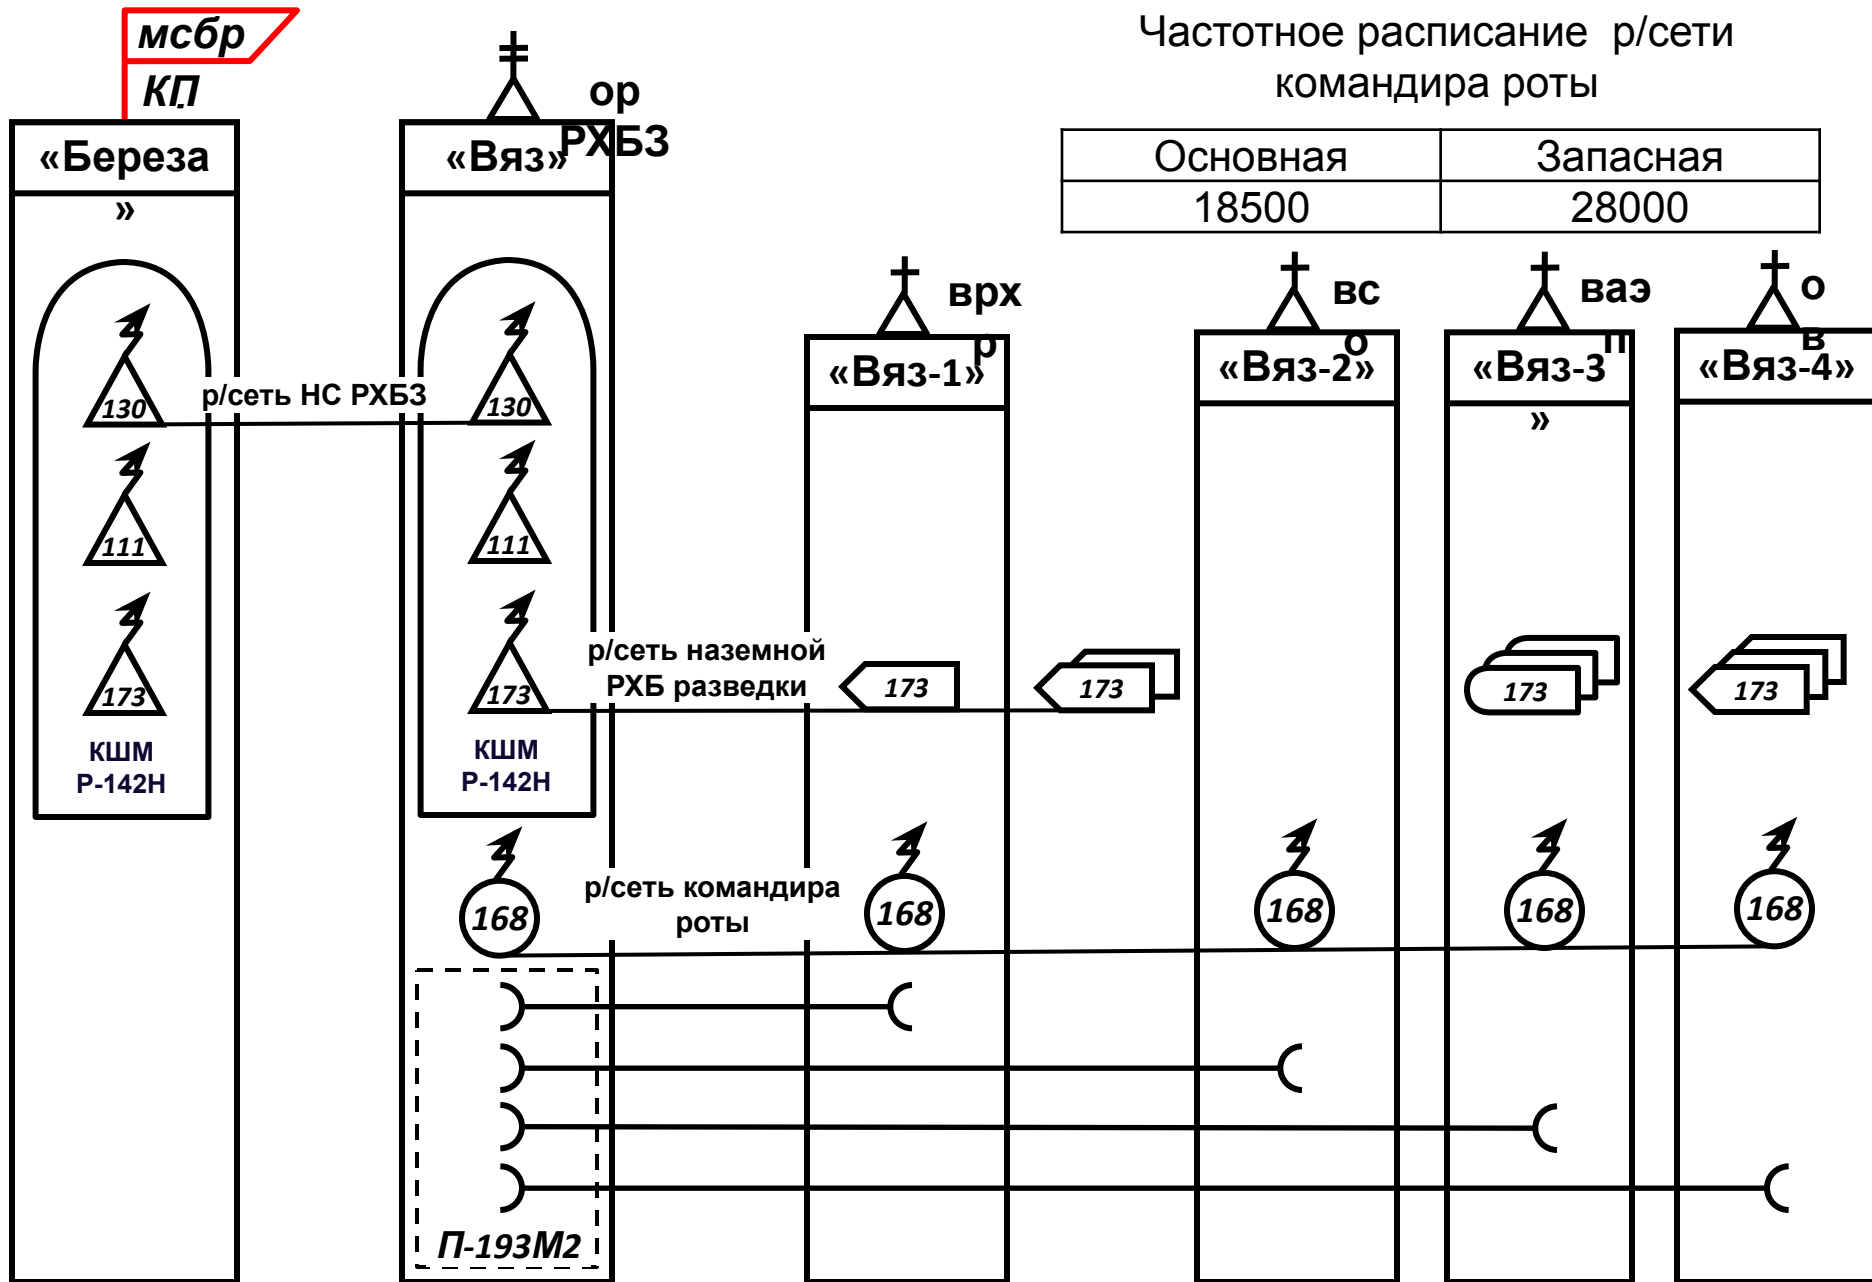 мсбр
КП
ор
РХБЗ
Частотное расписание р/сети
командира роты
Основная
Запасная
18500
28000
«Береза
»
«Вяз»
врх
р
«Вяз-1»
вс
о
«Вяз-2»
ваэ
п
«Вяз-3
»
о
в
«Вяз-4»
130
р/сеть НС РХБЗ
130
111
111
173
173
р/сеть наземной
РХБ разведки
173
173
173
173
КШМ
Р-142Н
КШМ
Р-142Н
168
р/сеть командира
роты
168
168
168
168
П-193М2